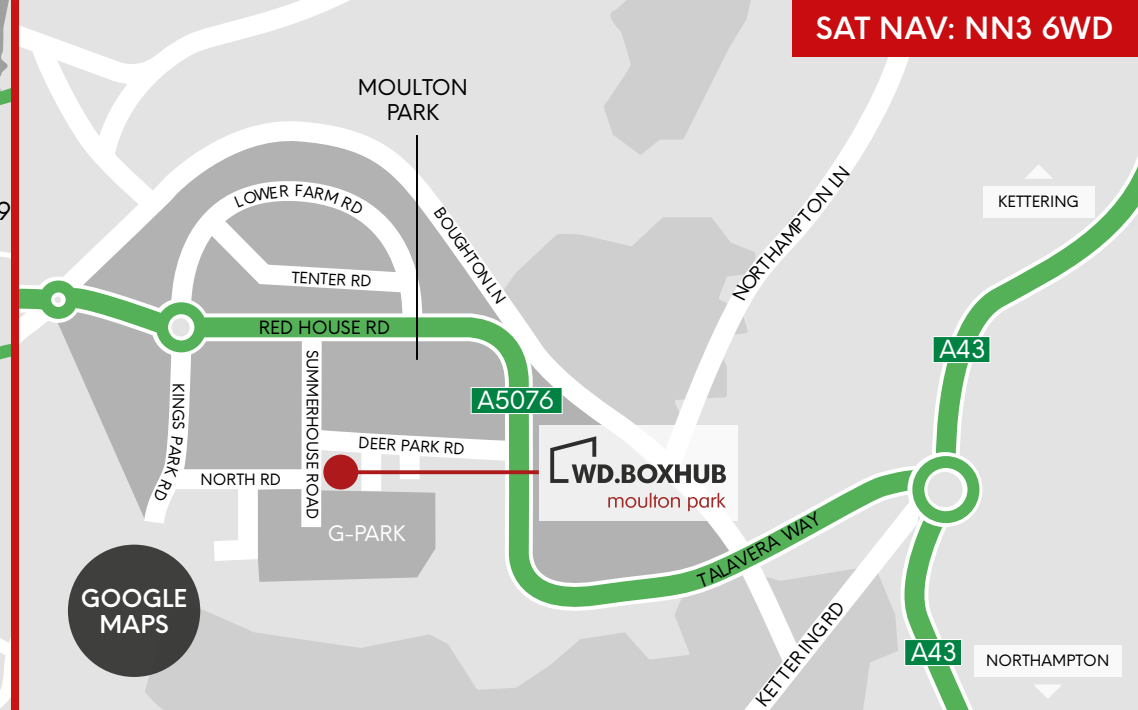 SAT NAV: NN3 6WD
MOULTON
PARK
LOWER FARM RD
BOUGHTON LN
NORTHAMPTON LN
KETTERING
9
TENTER RD
RED HOUSE RD
A43
SUMMERHOUSE ROAD
KINGS PARK RD
A5076
DEER PARK RD
NORTH RD
WD.BOXHUB
moulton park
G-PARK
TALAVERA WAY
GOOGLE
MAPS
KETTERING RD
A43
NORTHAMPTON